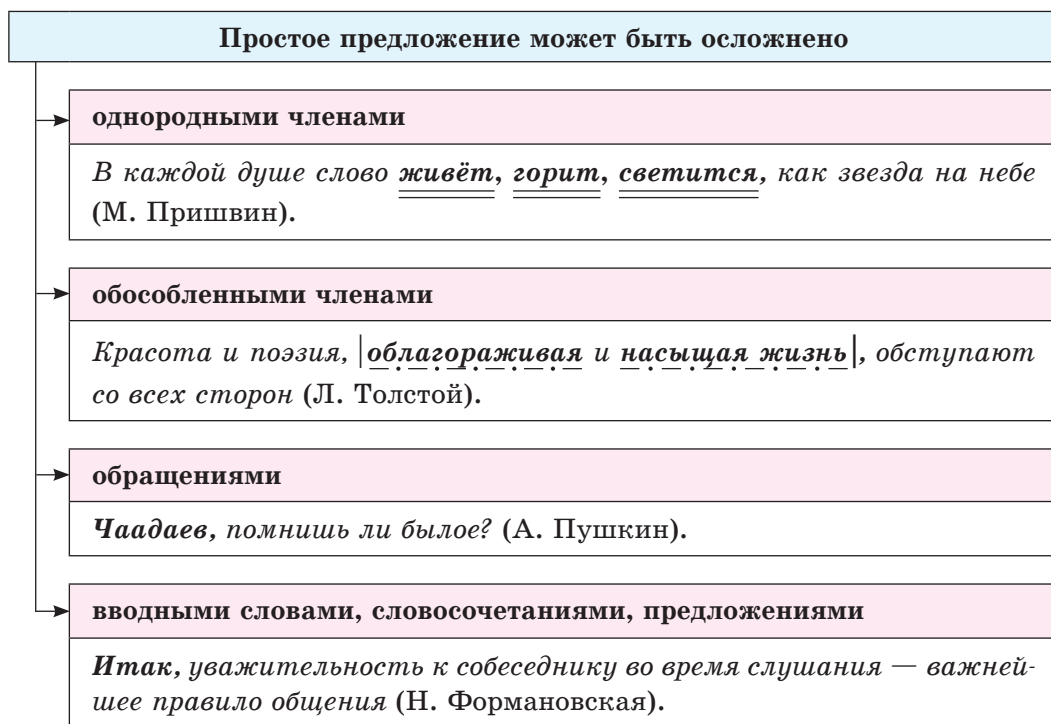 Простое предложение может быть осложнено
однородными членами
В каждой душе слово живёт, горит, светится, как звезда на небе
(М. Пришвин).
обособленными членами
Красота и поэзия, |облагораживая и насыщая жизнь|, обступают
со всех сторон (Л. Толстой).
обращениями
Чаадаев, помнишь ли былое? (А. Пушкин).
вводными словами, словосочетаниями, предложениями
Итак, уважительность к собеседнику во время слушания — важней-
шее правило общения (Н. Формановская).